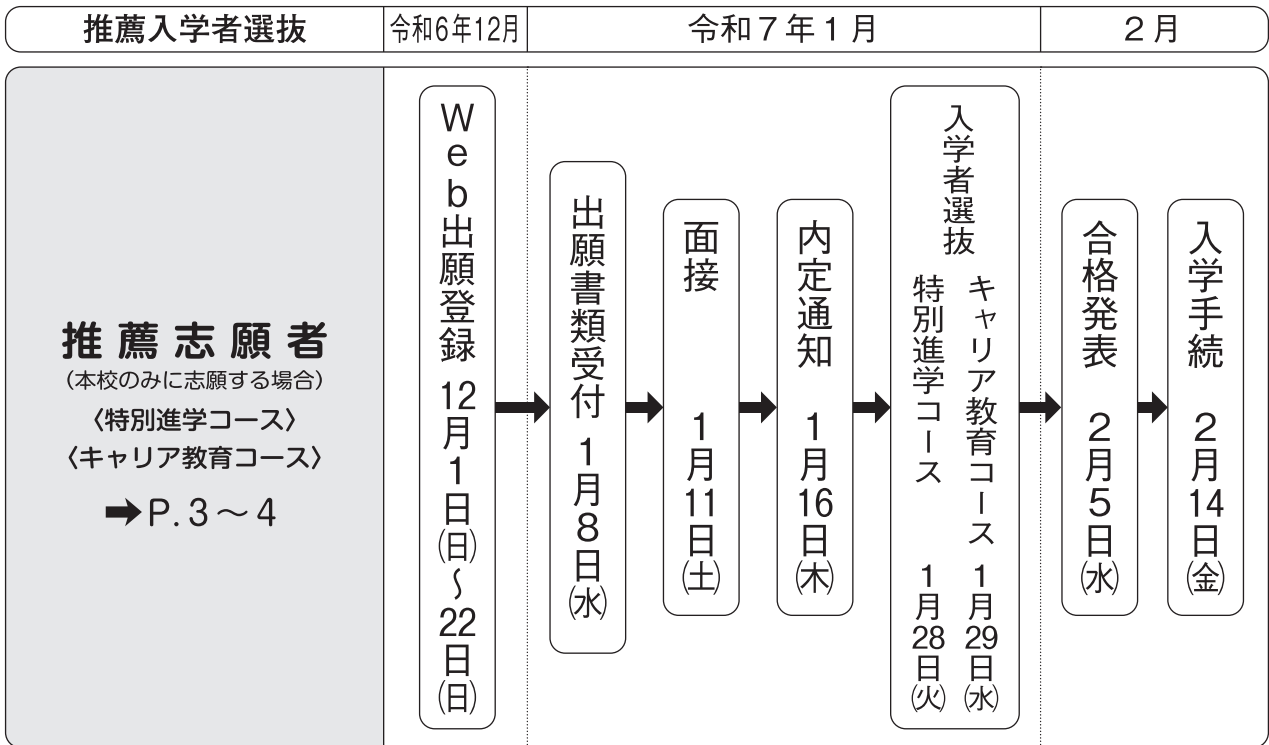 推薦入学者選抜
令和6年12月
令和7年1月
2月
推薦志願者
(本校のみに志願する場合)
〈特別進学コース〉
〈キャリア教育コース〉
➡P.3～4
Web出願登録 12月1日(日)～22日(日)
出願書類受付 1月8日(水)
面接 1月11日(土)
内定通知 1月16日(木)
入学者選抜
キャリア教育コース 1月29日(水)
特別進学コース 1月28日(火)
合格発表 2月5日(水)
入学手続 2月14日(金)